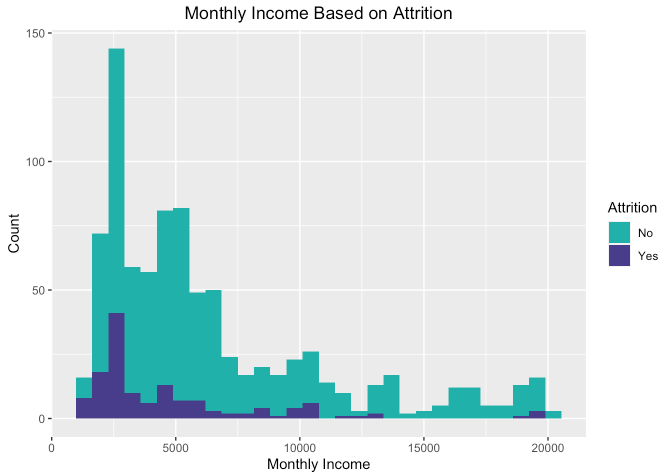 Monthly Income Based on Attrition
150
100
50
0
Count
0 5000 10000 15000 20000
Monthly Income
Attrition
No
Yes